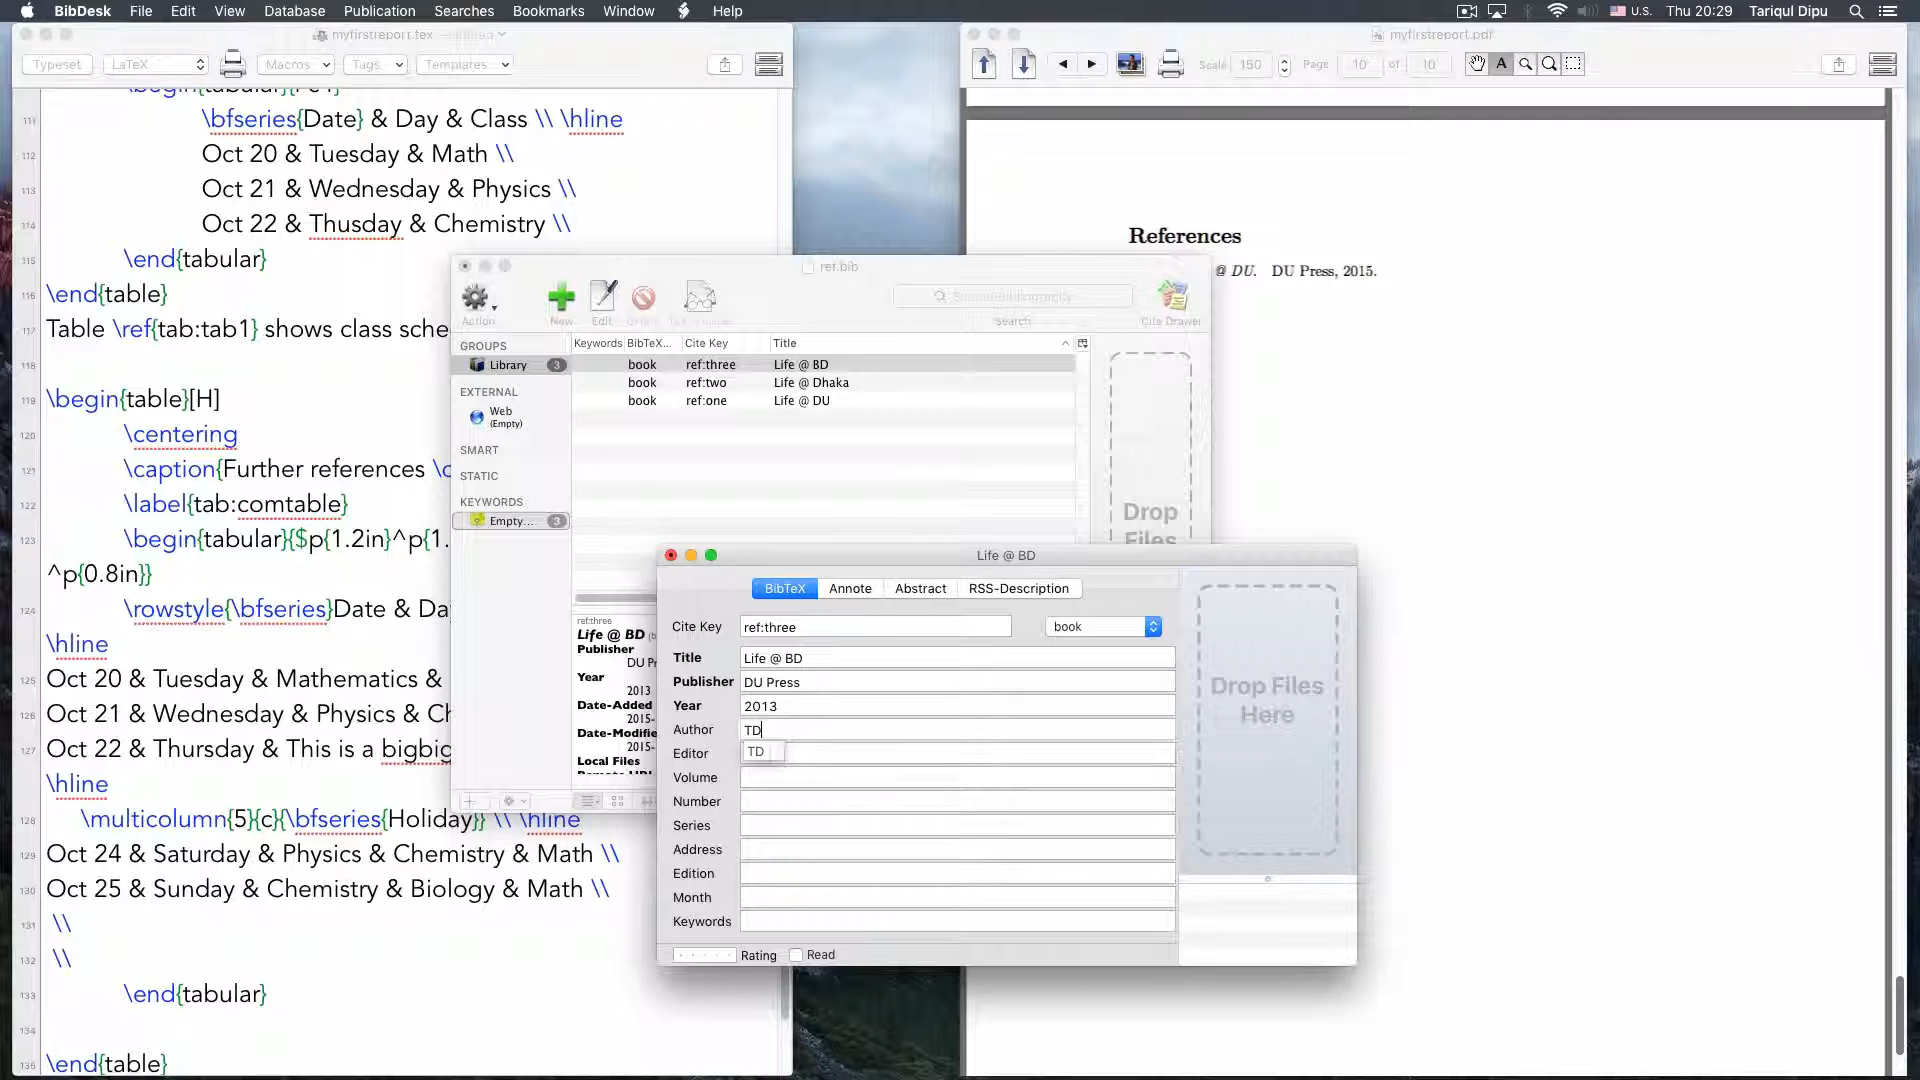 BibDesk File Edit View Database Publication Searches Bookmarks Window Help U.S. Thu 20:29 Tariqul Dipu
myfirstreport.tex
Typeset LaTeX Macros Tags Templates
111 \bfseries{Date} & Day & Class \\ \hline
112 Oct 20 & Tuesday & Math \\
113 Oct 21 & Wednesday & Physics \\
114 Oct 22 & Thusday & Chemistry \\
115 \end{tabular}
116 \end{table}
117 Table \ref{tab:tab1} shows class sche
118
119 \begin{table}[H]
120 \centering
121 \caption{Further references \c
122 \label{tab:comtable}
123 \begin{tabular}{$p{1.2in}^p{1.
^p{0.8in}}
124 \rowstyle{\bfseries}Date & Da
\hline
125 Oct 20 & Tuesday & Mathematics &
126 Oct 21 & Wednesday & Physics & Ch
127 Oct 22 & Thursday & This is a bigbig
\hline
128 \multicolumn{5}{c}{\bfseries{Holiday}} \\ \hline
129 Oct 24 & Saturday & Physics & Chemistry & Math \\
130 Oct 25 & Sunday & Chemistry & Biology & Math \\
131 \\
132 \\
133 \end{tabular}
134
135 \end{table}
myfirstreport.pdf
Scale 150 Page 10 of 10
References
@ DU. DU Press, 2015.
ref.bib
Action New Edit Search Cite Drawer
GROUPS
Library 3
EXTERNAL
Web
(Empty)
SMART
STATIC
KEYWORDS
Empty... 3
Keywords BibTeX... Cite Key Title
book ref:three Life @ BD
book ref:two Life @ Dhaka
book ref:one Life @ DU
Drop
Files
ref:three
Life @ BD
Publisher
DU Pr
Year
2013
Date-Added
2015-
Date-Modifie
2015-
Local Files
Life @ BD
BibTeX Annote Abstract RSS-Description
Cite Key ref:three book
Title Life @ BD
Publisher DU Press
Year 2013
Author TD
TD
Editor
Volume
Number
Series
Address
Edition
Month
Keywords
Rating Read
Drop Files
Here